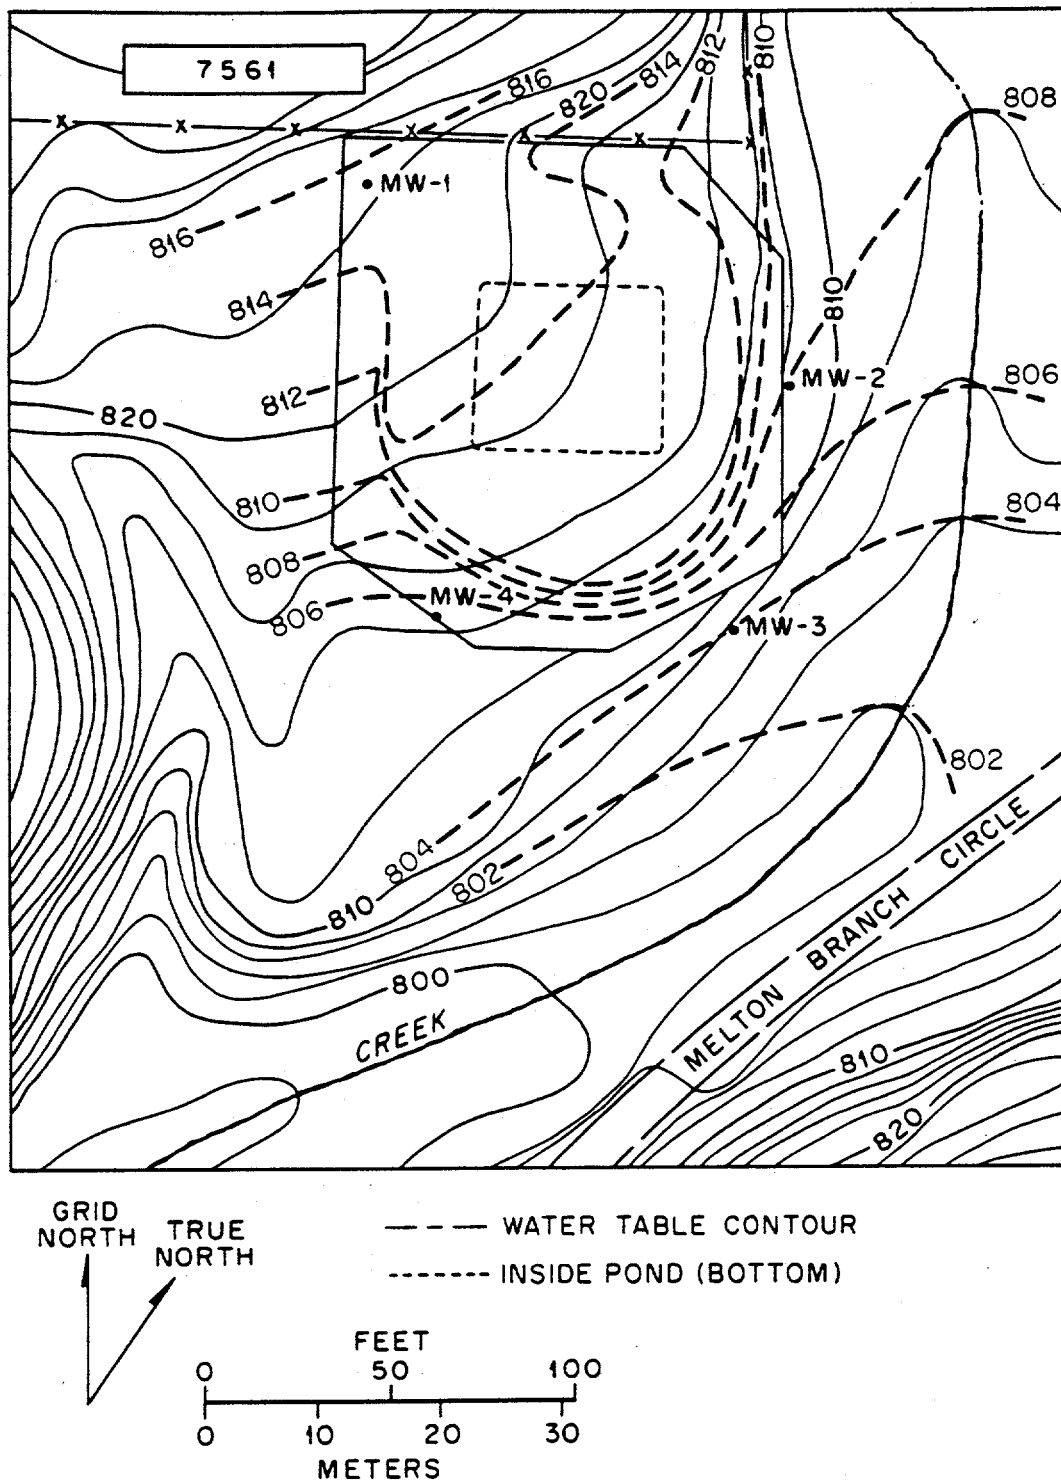 7561
816
820
814
812
810
808
MW-1
816
814
810
MW-2
806
812
820
810
804
808
MW-4
806
MW-3
802
804
802
810
MELTON BRANCH CIRCLE
800
CREEK
810
820
GRID NORTH
TRUE NORTH
WATER TABLE CONTOUR
INSIDE POND (BOTTOM)
FEET
0 50 100
0 10 20 30
METERS